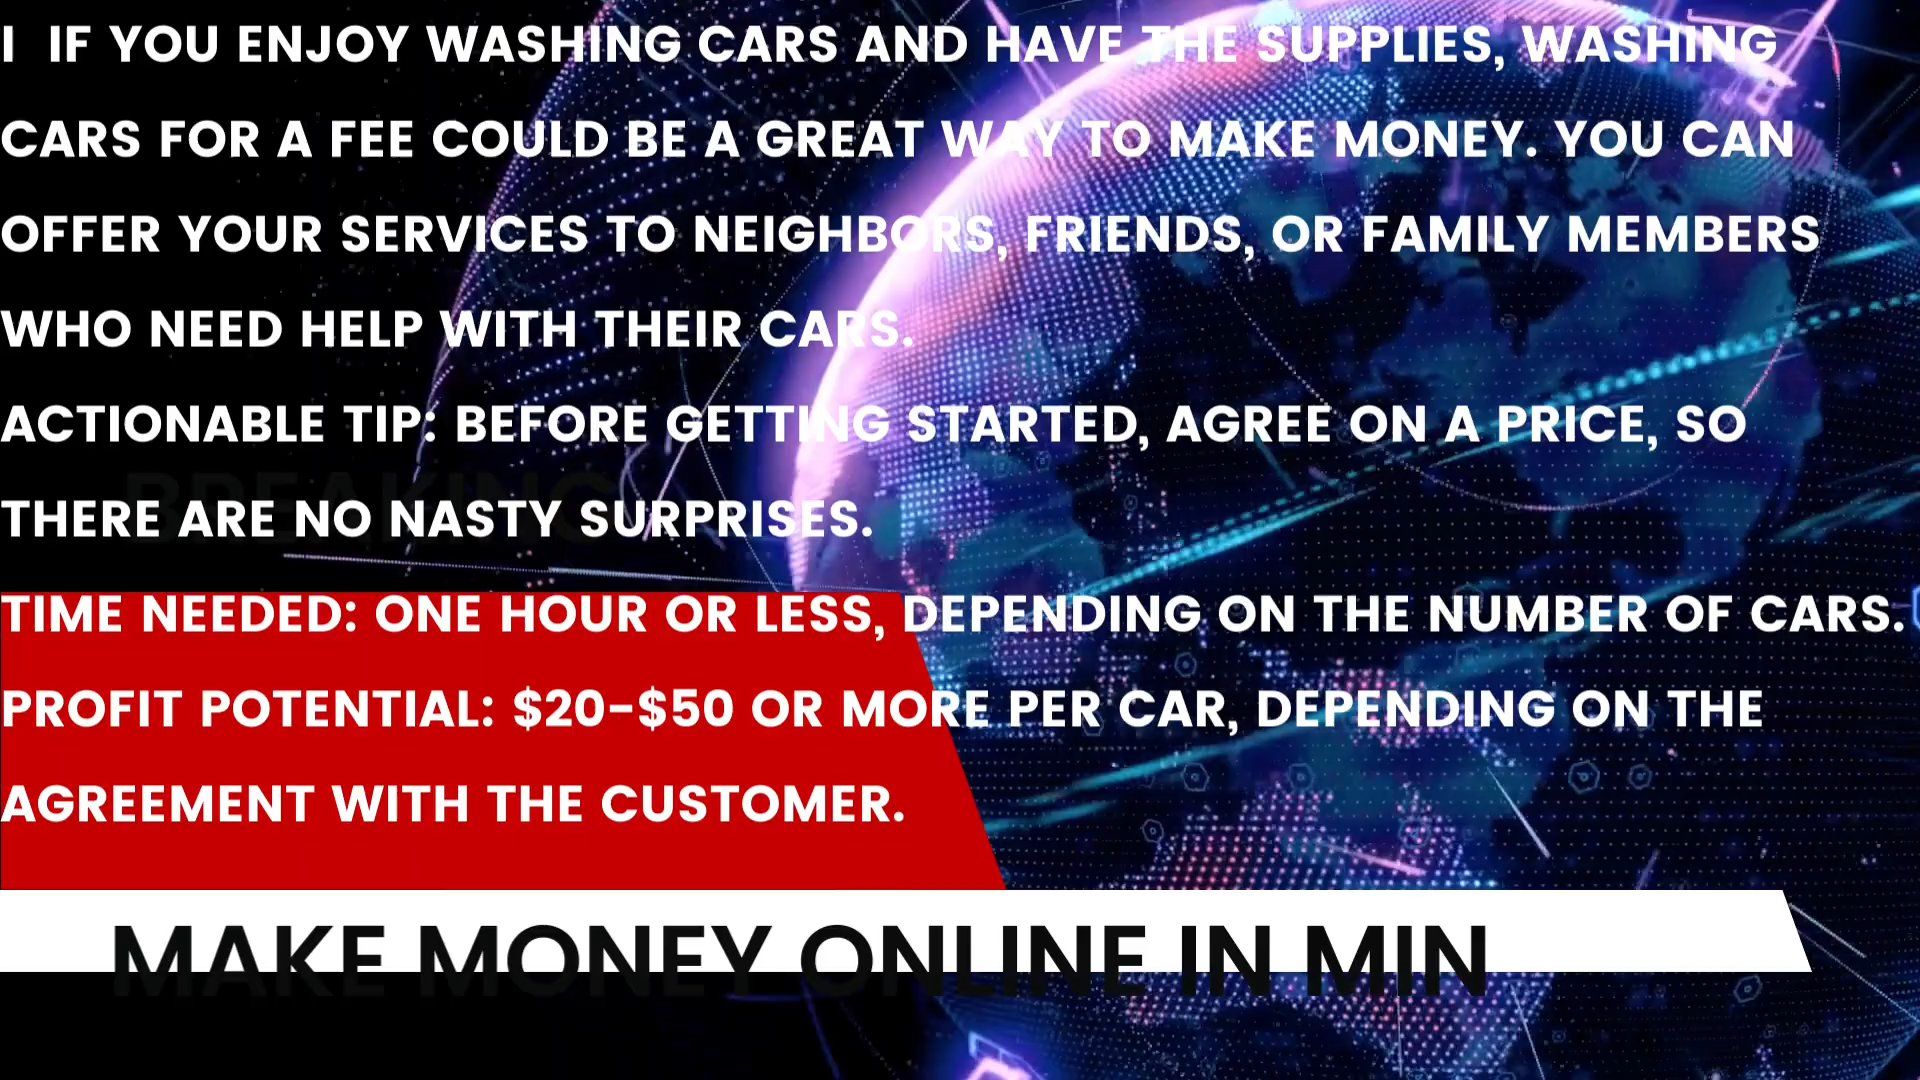 I IF YOU ENJOY WASHING CARS AND HAVE THE SUPPLIES, WASHING
CARS FOR A FEE COULD BE A GREAT WAY TO MAKE MONEY. YOU CAN
OFFER YOUR SERVICES TO NEIGHBORS, FRIENDS, OR FAMILY MEMBERS
WHO NEED HELP WITH THEIR CARS.
ACTIONABLE TIP: BEFORE GETTING STARTED, AGREE ON A PRICE, SO
BREAKING
THERE ARE NO NASTY SURPRISES.
TIME NEEDED: ONE HOUR OR LESS, DEPENDING ON THE NUMBER OF CARS.
PROFIT POTENTIAL: $20-$50 OR MORE PER CAR, DEPENDING ON THE
AGREEMENT WITH THE CUSTOMER.
MAKE MONEY ONLINE IN MIN